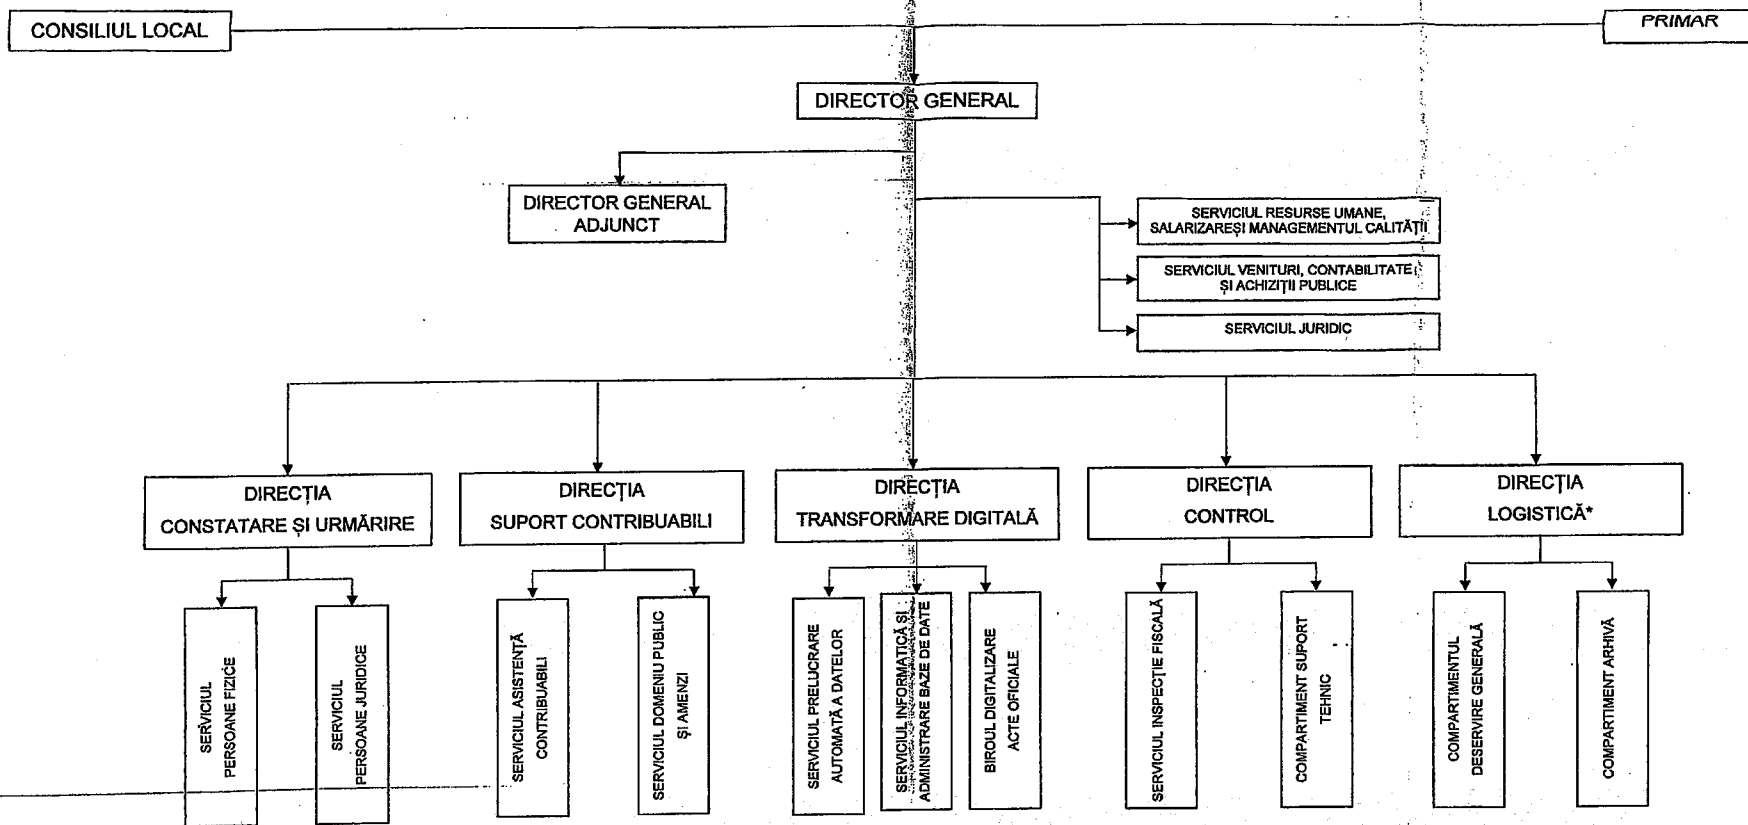 CONSILIUL LOCAL
PRIMAR
DIRECTOR GENERAL
DIRECTOR GENERAL
ADJUNCT
SERVICIUL RESURSE UMANE,
SALARIZAREȘI MANAGEMENTUL CALITĂȚII
SERVICIUL VENITURI, CONTABILITATE
ȘI ACHIZIȚII PUBLICE
SERVICIUL JURIDIC
DIRECȚIA
CONSTATARE ȘI URMĂRIRE
DIRECȚIA
SUPORT CONTRIBUABILI
DIRECȚIA
TRANSFORMARE DIGITALĂ
DIRECȚIA
CONTROL
DIRECȚIA
LOGISTICĂ*
SERVICIUL
PERSOANE FIZICE
SERVICIUL
PERSOANE JURIDICE
SERVICIUL ASISTENȚĂ
CONTRIBUABILI
SERVICIUL DOMENIU PUBLIC
ȘI AMENZI
SERVICIUL PRELUCRARE
AUTOMATĂ A DATELOR
SERVICIUL INFORMATICĂ ȘI
ADMINISTRARE BAZE DE DATE
BIROUL DIGITALIZARE
ACTE OFICIALE
SERVICIUL INSPECȚIE FISCALĂ
COMPARTIMENT SUPORT
TEHNIC
COMPARTIMENTUL
DESERVIRE GENERALĂ
COMPARTIMENT ARHIVĂ